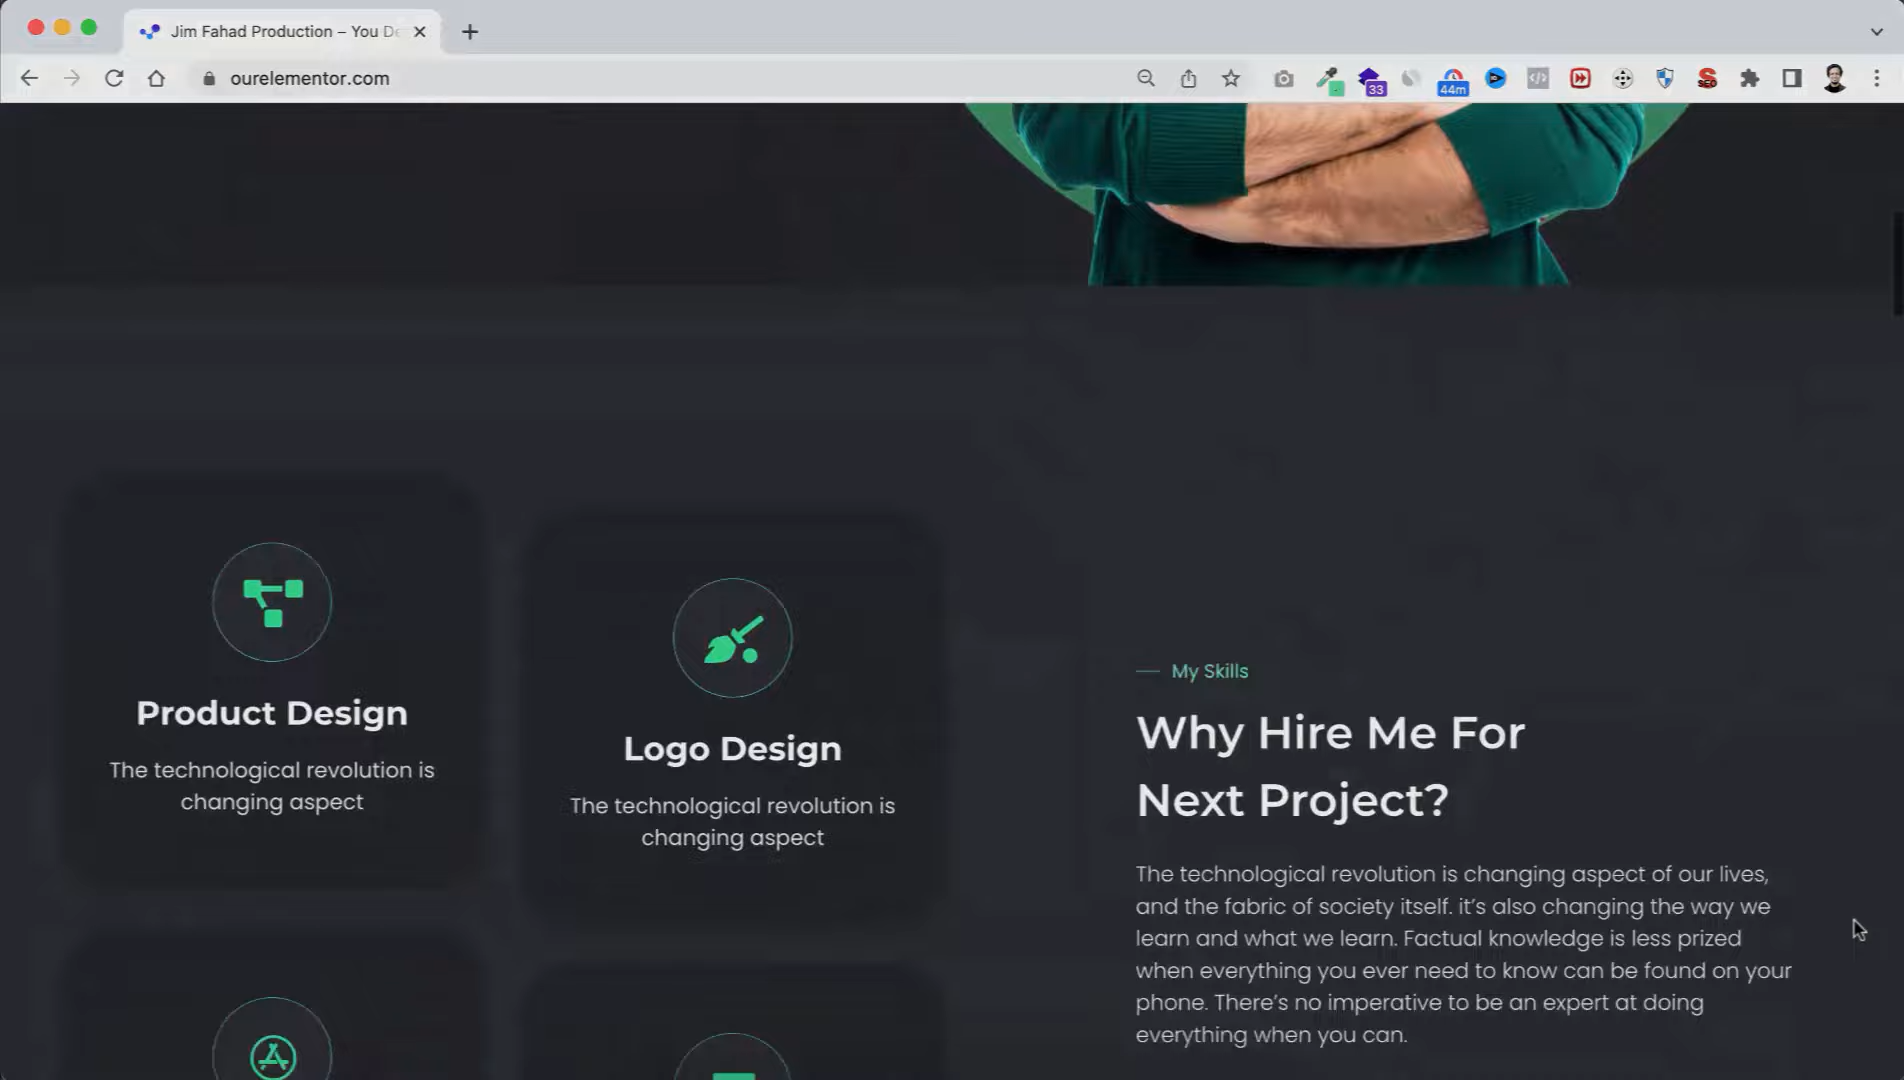 Jim Fahad Production – You De
ourelementor.com
33
44m
SEO
Product Design
The technological revolution is
changing aspect
Logo Design
The technological revolution is
changing aspect
My Skills
Why Hire Me For
Next Project?
The technological revolution is changing aspect of our lives,
and the fabric of society itself. it's also changing the way we
learn and what we learn. Factual knowledge is less prized
when everything you ever need to know can be found on your
phone. There's no imperative to be an expert at doing
everything when you can.